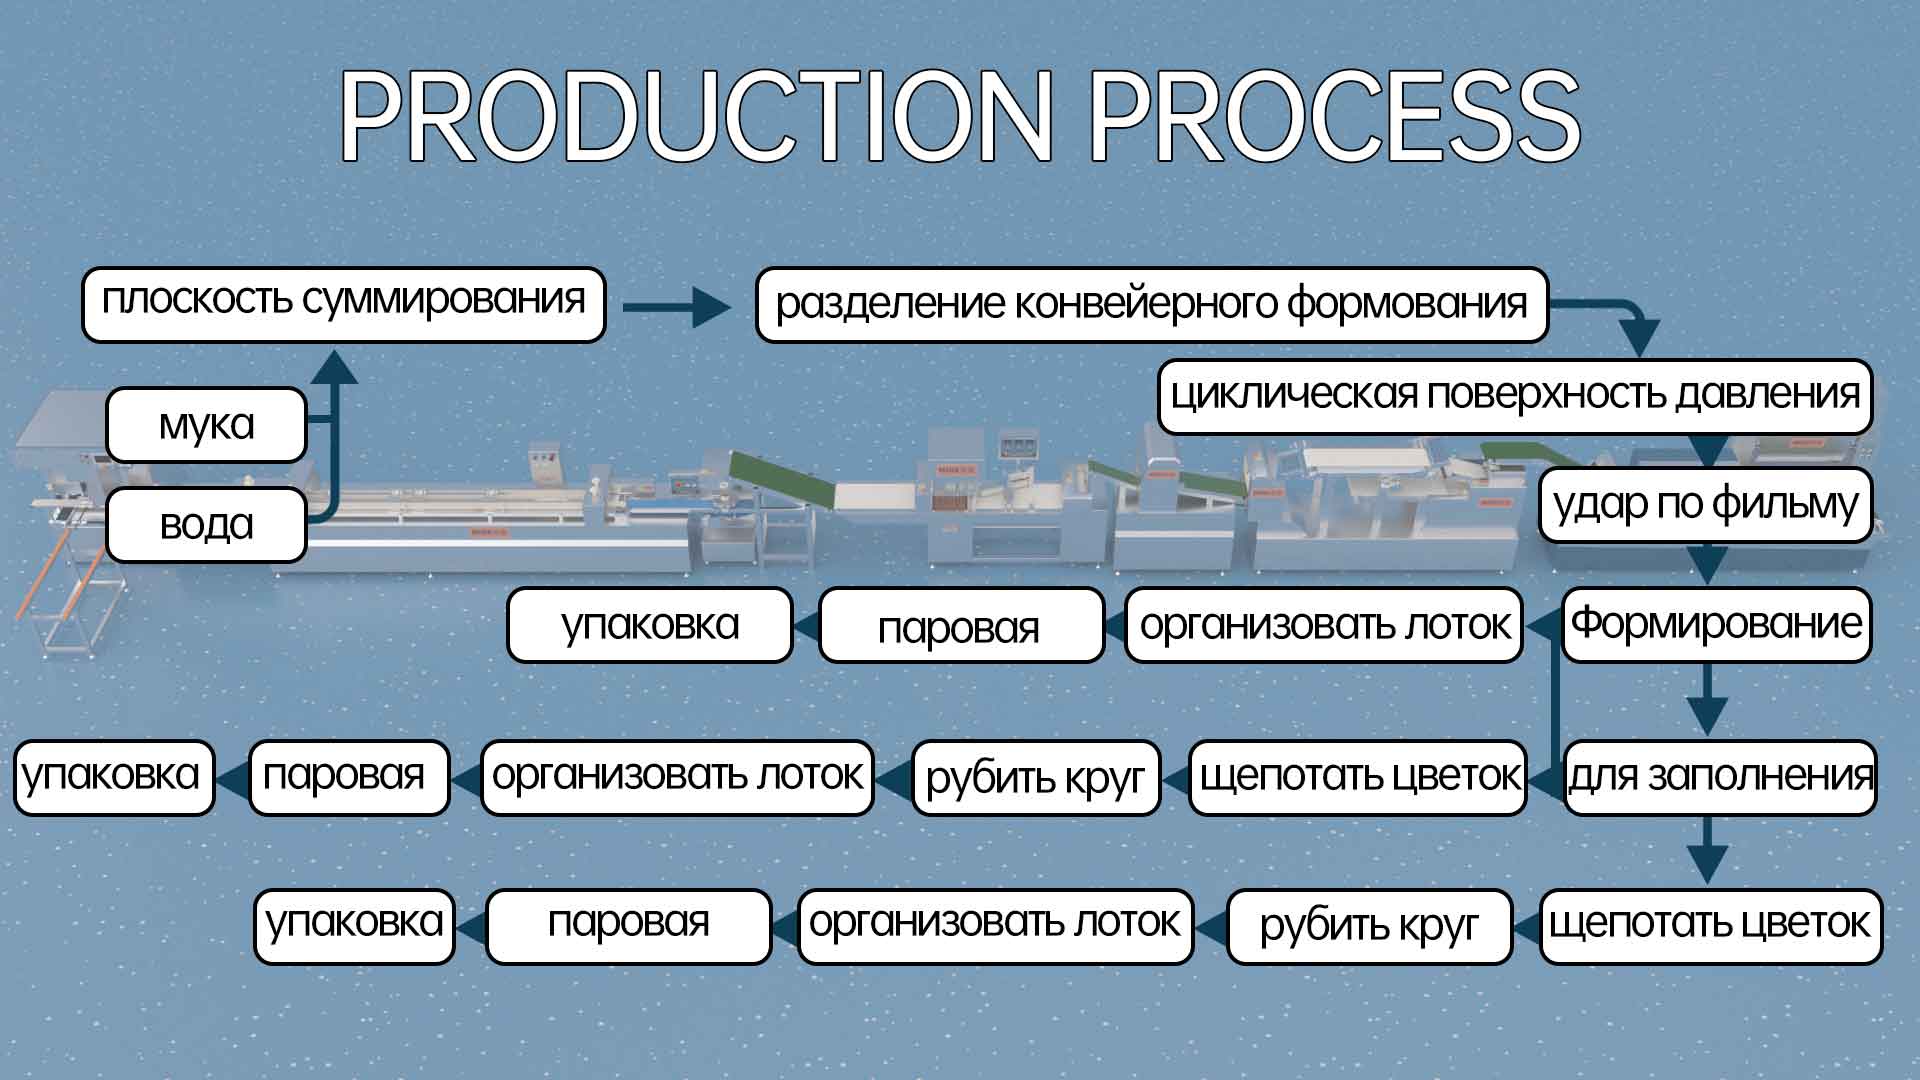 PRODUCTION PROCESS
плоскость суммирования
разделение конвейерного формования
циклическая поверхность давления
мука
удар по фильму
вода
упаковка
паровая
организовать лоток
Формирование
упаковка
паровая
организовать лоток
рубить круг
щепотать цветок
для заполнения
упаковка
паровая
организовать лоток
рубить круг
щепотать цветок